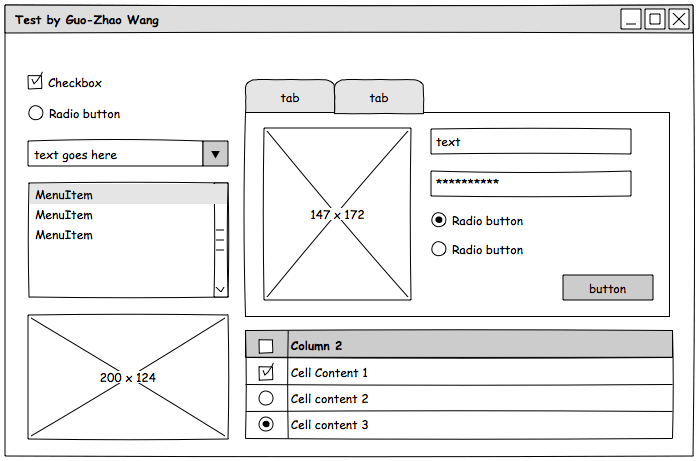 Test by Guo-Zhao Wang
Checkbox
Radio button
text goes here
MenuItem
MenuItem
MenuItem
200 x 124
tab
tab
147 x 172
text
**********
Radio button
Radio button
button
Column 2
Cell Content 1
Cell content 2
Cell content 3